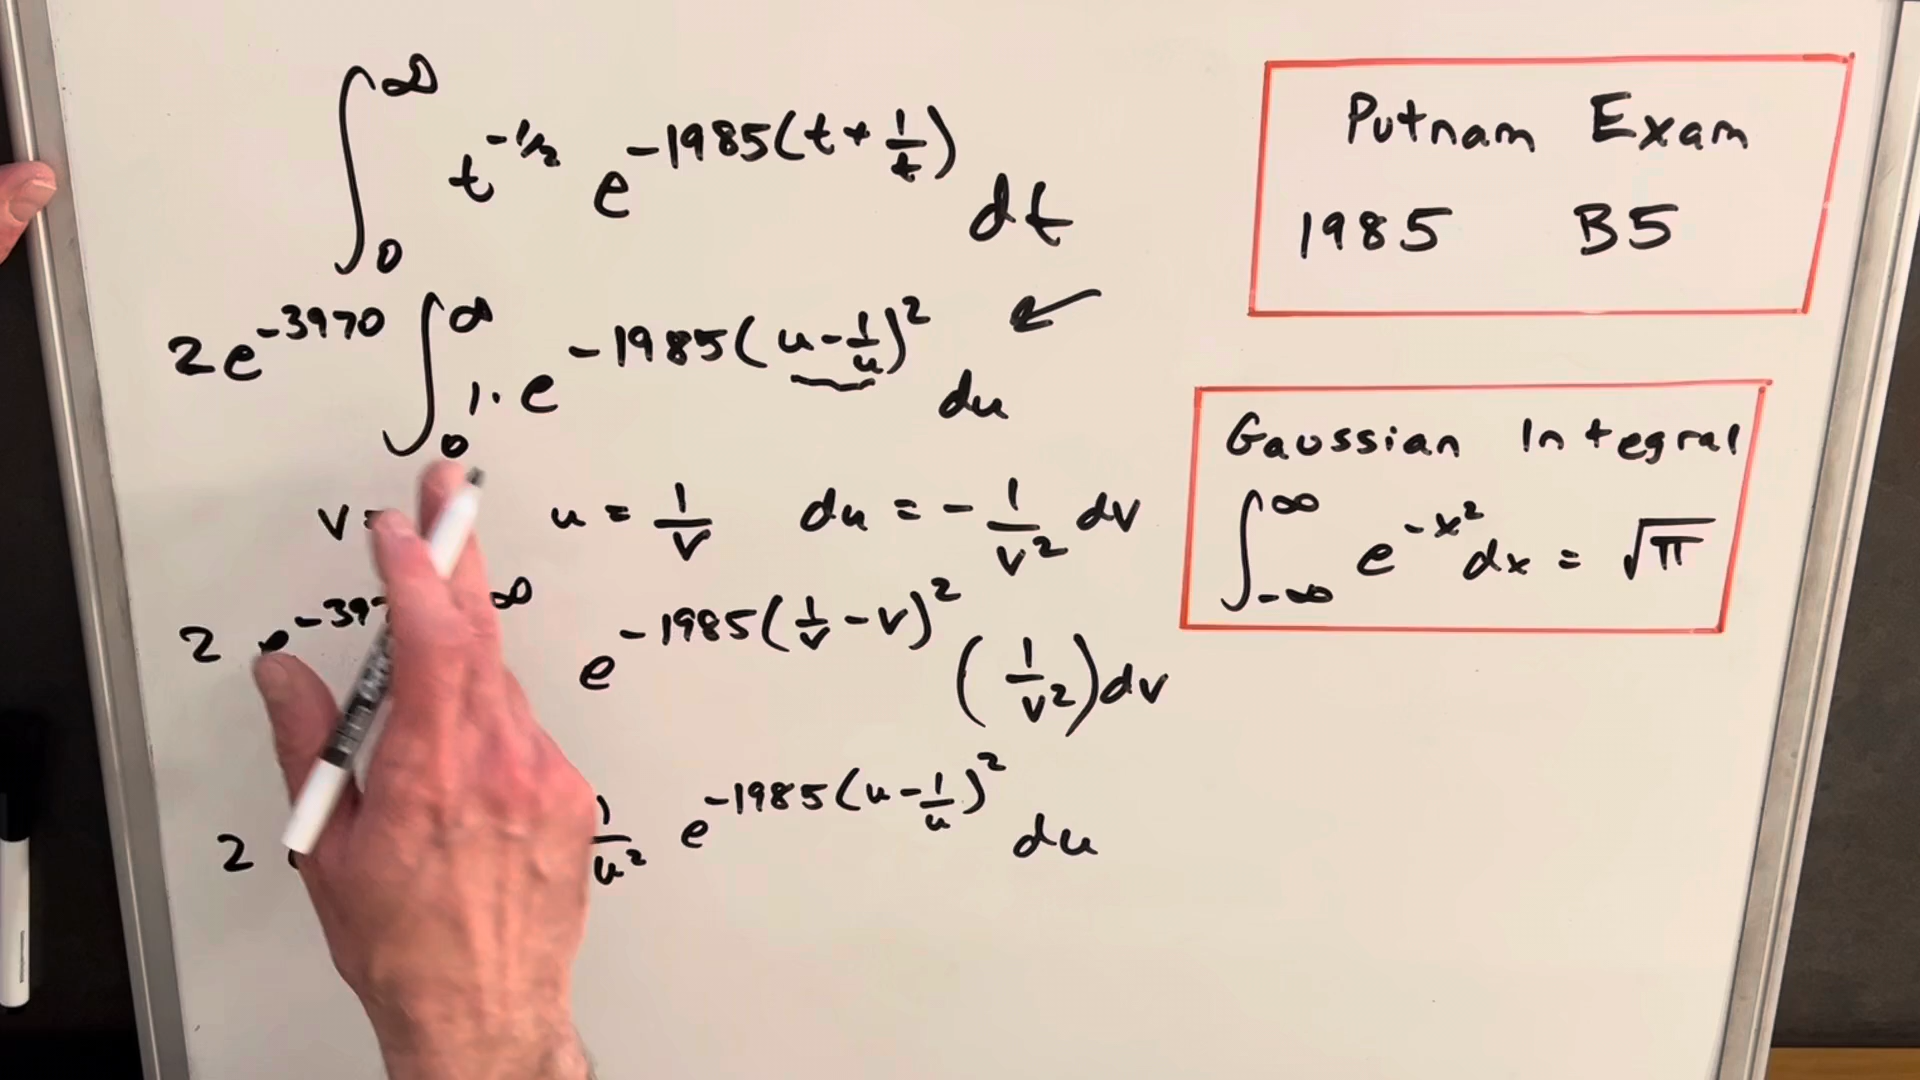 ∫₀^∞ t^{-1/2} e^{-1985(t+1/t)} dt
2e^{-3970} ∫₀^∞ 1·e^{-1985(u-1/u)²} du
v= u = 1/v du = -1/v² dv
2 e^{-397 ∞ e^{-1985(1/v-v)²} (1/v²)dv
2 1/u² e^{-1985(u-1/u)²} du
Putnam Exam
1985 B5
Gaussian Integral
∫_{-∞}^{∞} e^{-x²}dx = √π